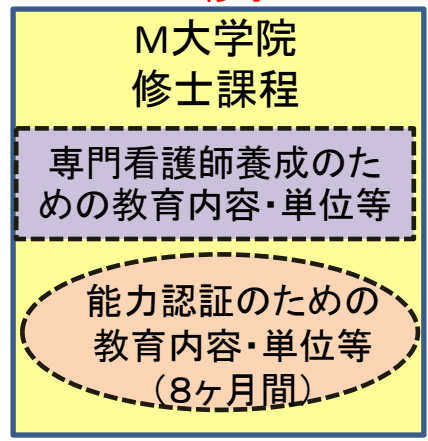 M大学院
修士課程
専門看護師養成のた
めの教育内容・単位等
能力認証のための
教育内容・単位等
（8ヶ月間）